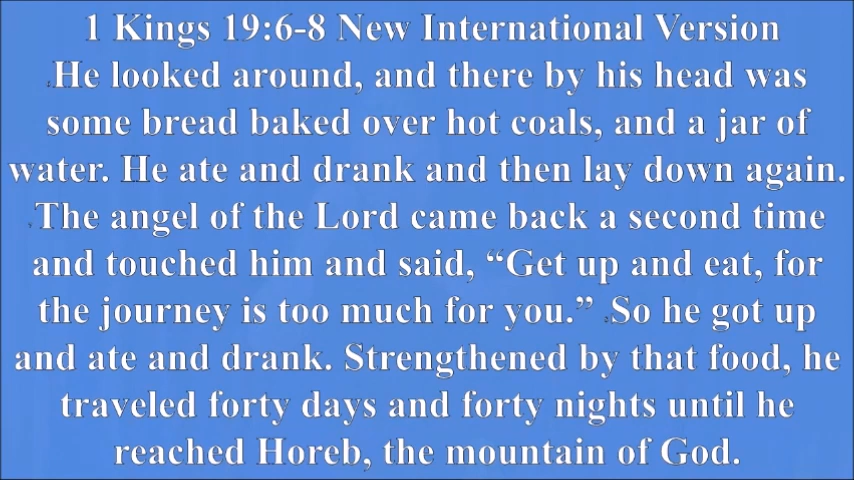 1 Kings 19:6-8 New International Version
He looked around, and there by his head was
some bread baked over hot coals, and a jar of
water. He ate and drank and then lay down again.
The angel of the Lord came back a second time
and touched him and said, “Get up and eat, for
the journey is too much for you.” So he got up
and ate and drank. Strengthened by that food, he
traveled forty days and forty nights until he
reached Horeb, the mountain of God.